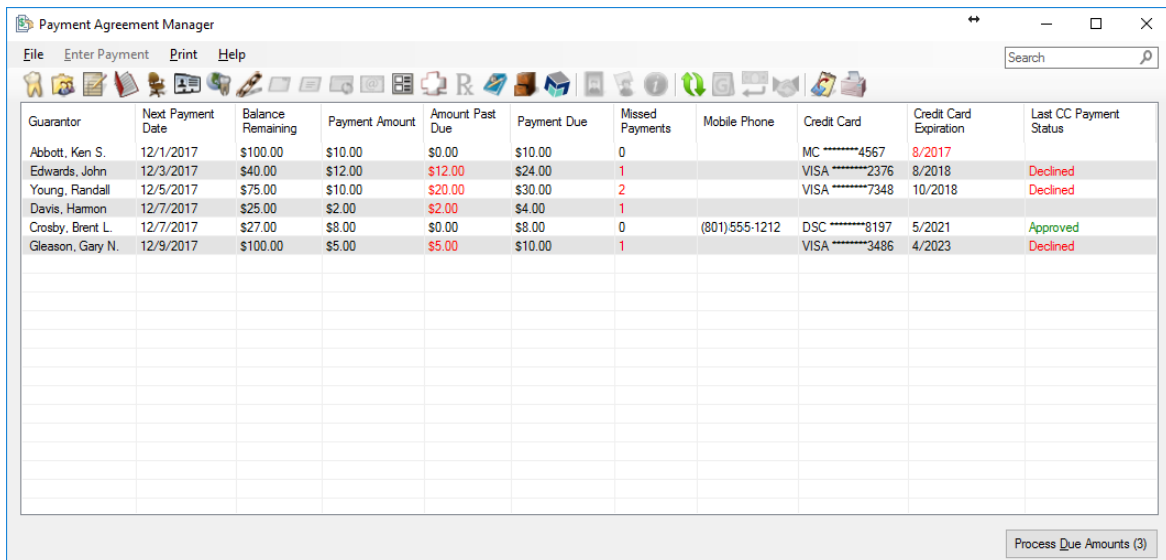 Payment Agreement Manager
File Enter Payment Print Help
Search
Guarantor Next Payment Date Balance Remaining Payment Amount Amount Past Due Payment Due Missed Payments Mobile Phone Credit Card Credit Card Expiration Last CC Payment Status
Abbott, Ken S. 12/1/2017 $100.00 $10.00 $0.00 $10.00 0 MC ********4567 8/2017
Edwards, John 12/3/2017 $40.00 $12.00 $12.00 $24.00 1 VISA ********2376 8/2018 Declined
Young, Randall 12/5/2017 $75.00 $10.00 $20.00 $30.00 2 VISA ********7348 10/2018 Declined
Davis, Harmon 12/7/2017 $25.00 $2.00 $2.00 $4.00 1
Crosby, Brent L. 12/7/2017 $27.00 $8.00 $0.00 $8.00 0 (801)555-1212 DSC ********8197 5/2021 Approved
Gleason, Gary N. 12/9/2017 $100.00 $5.00 $5.00 $10.00 1 VISA ********3486 4/2023 Declined
Process Due Amounts (3)